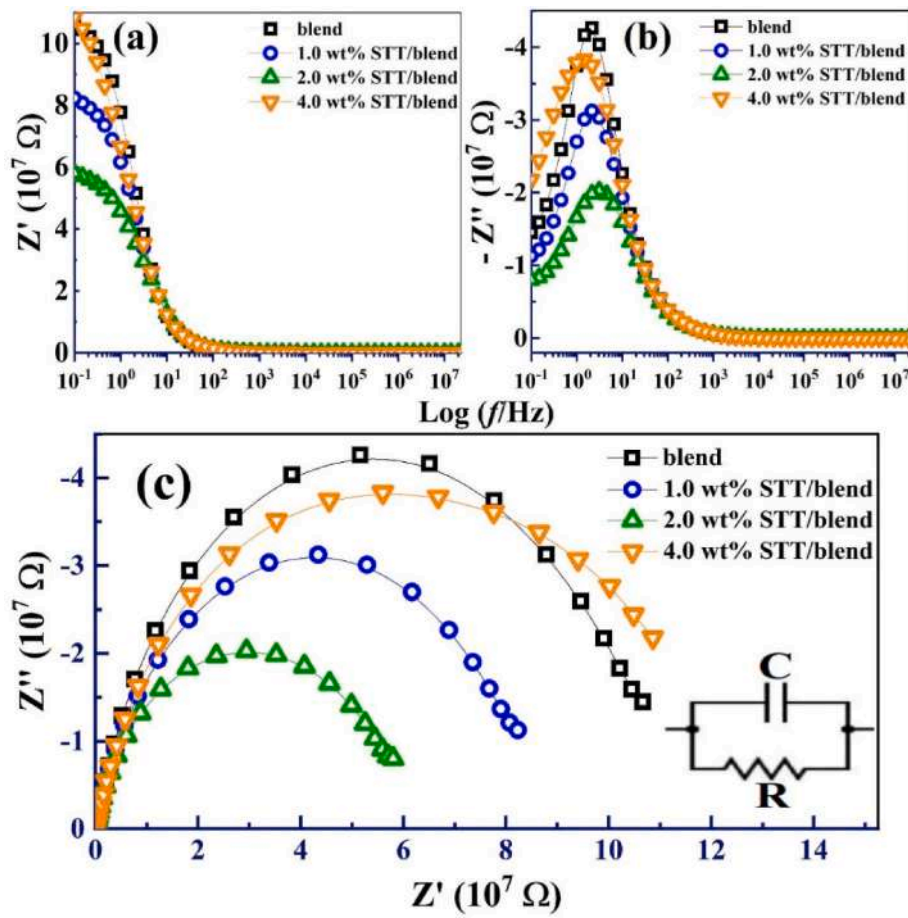 (a)
blend
1.0 wt% STT/blend
2.0 wt% STT/blend
4.0 wt% STT/blend
Z' (10⁷ Ω)
10
8
6
4
2
0
10⁻¹ 10⁰ 10¹ 10² 10³ 10⁴ 10⁵ 10⁶ 10⁷
(b)
blend
1.0 wt% STT/blend
2.0 wt% STT/blend
4.0 wt% STT/blend
- Z'' (10⁷ Ω)
-4
-3
-2
-1
0
10⁻¹ 10⁰ 10¹ 10² 10³ 10⁴ 10⁵ 10⁶ 10⁷
Log (f/Hz)
(c)
blend
1.0 wt% STT/blend
2.0 wt% STT/blend
4.0 wt% STT/blend
Z'' (10⁷ Ω)
-4
-3
-2
-1
0
C
R
0 2 4 6 8 10 12 14
Z' (10⁷ Ω)